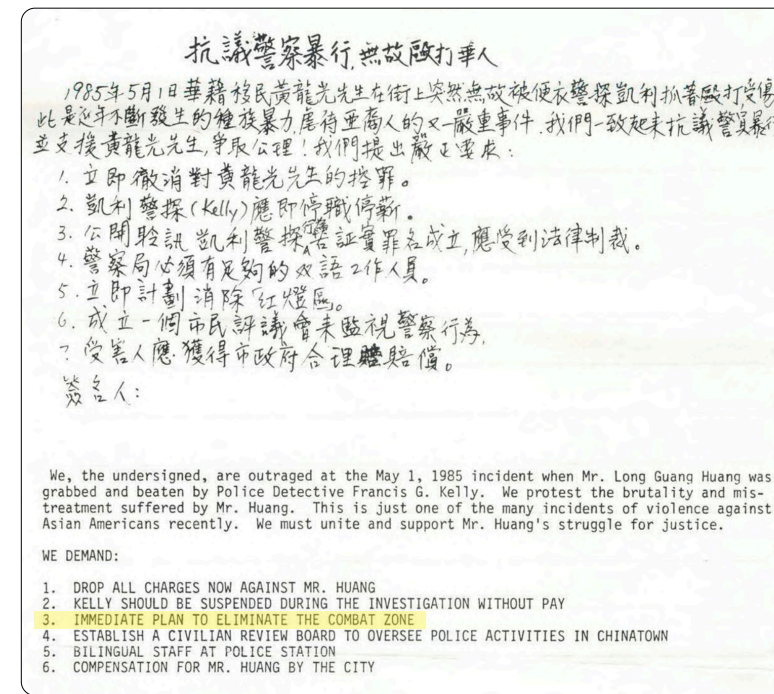 抗議警察暴行,無故毆打華人
1985年5月1日華籍移民黃龍光先生在街上突然無故被便衣警探凱利抓著毆打受傷
此是近年不斷發生的種族暴力,虐待亞裔人的又一嚴重事件.我們一致起來抗議警員暴行
並支援黃龍光先生,爭取公理!我們提出嚴正要求:
1. 立即徹消對黃龍光先生的控罪。
2. 凱利警探(Kelly)應即停職停薪。
3. 公開聆訊凱利警探行為若証實罪名成立,應受到法律制裁。
4. 警察局必須有足夠的双語工作人員。
5. 立即計劃消除「紅燈區」。
6. 成立一個市民評議會來監視警察行為.
7. 受害人應獲得市政府合理賠償。
簽名人:
We, the undersigned, are outraged at the May 1, 1985 incident when Mr. Long Guang Huang was
grabbed and beaten by Police Detective Francis G. Kelly. We protest the brutality and mis-
treatment suffered by Mr. Huang. This is just one of the many incidents of violence against
Asian Americans recently. We must unite and support Mr. Huang's struggle for justice.
WE DEMAND:
1. DROP ALL CHARGES NOW AGAINST MR. HUANG
2. KELLY SHOULD BE SUSPENDED DURING THE INVESTIGATION WITHOUT PAY
3. IMMEDIATE PLAN TO ELIMINATE THE COMBAT ZONE
4. ESTABLISH A CIVILIAN REVIEW BOARD TO OVERSEE POLICE ACTIVITIES IN CHINATOWN
5. BILINGUAL STAFF AT POLICE STATION
6. COMPENSATION FOR MR. HUANG BY THE CITY